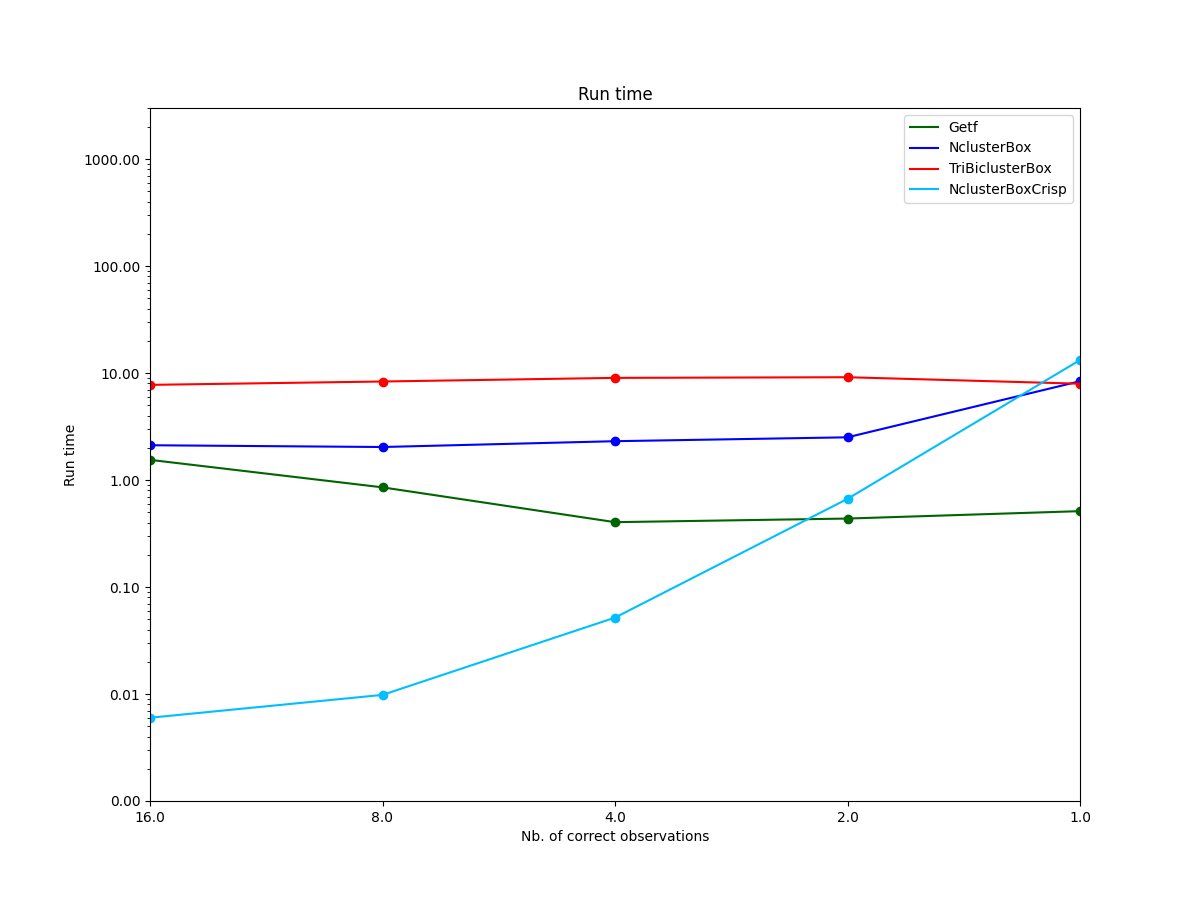 Run time
Getf
NclusterBox
TriBiclusterBox
NclusterBoxCrisp
1000.00
100.00
10.00
1.00
0.10
0.01
0.00
Run time
16.0 8.0 4.0 2.0 1.0
Nb. of correct observations